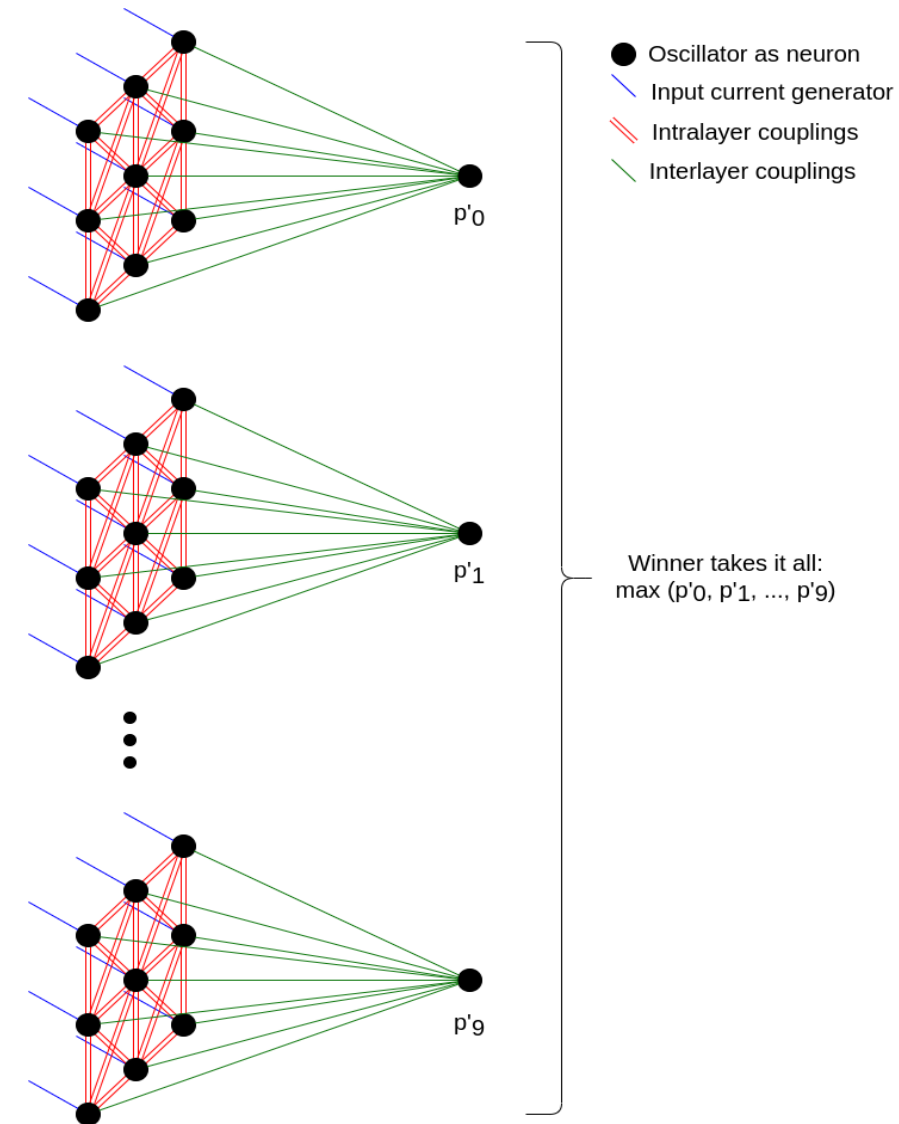 Oscillator as neuron
Input current generator
Intralayer couplings
Interlayer couplings
p'0
p'1
Winner takes it all:
max (p'0, p'1, ..., p'9)
p'9